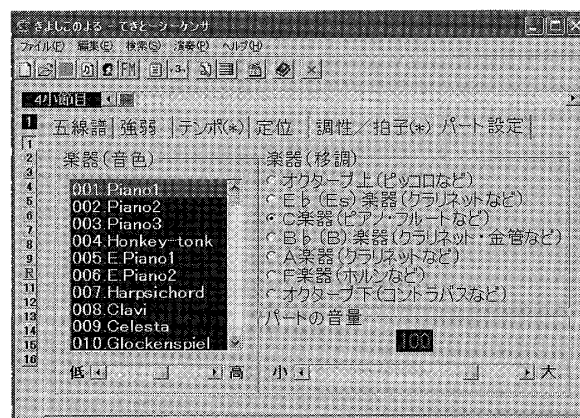 きよしこのよる － てきとーシーケンサ
ファイル(F) 編集(E) 検索(S) 演奏(P) ヘルプ(H)
FM
4小節目
1 五線譜 強弱 テンポ(*) 定位 調性／拍子(*) パート設定
1
2
3
4
5
6
7
8
9
R
11
12
13
14
15
16
楽器(音色)
001.Piano1
002.Piano2
003.Piano3
004.Honkey-tonk
005.E.Piano1
006.E.Piano2
007.Harpsichord
008.Clavi
009.Celesta
010.Glockenspiel
低 高
楽器(移調)
オクターブ上(ピッコロなど)
E♭(Es)楽器(クラリネットなど)
C楽器(ピアノ・フルートなど)
B♭(B)楽器(クラリネット・金管など)
A楽器(クラリネットなど)
F楽器(ホルンなど)
オクターブ下(コントラバスなど)
パートの音量
100
小 大